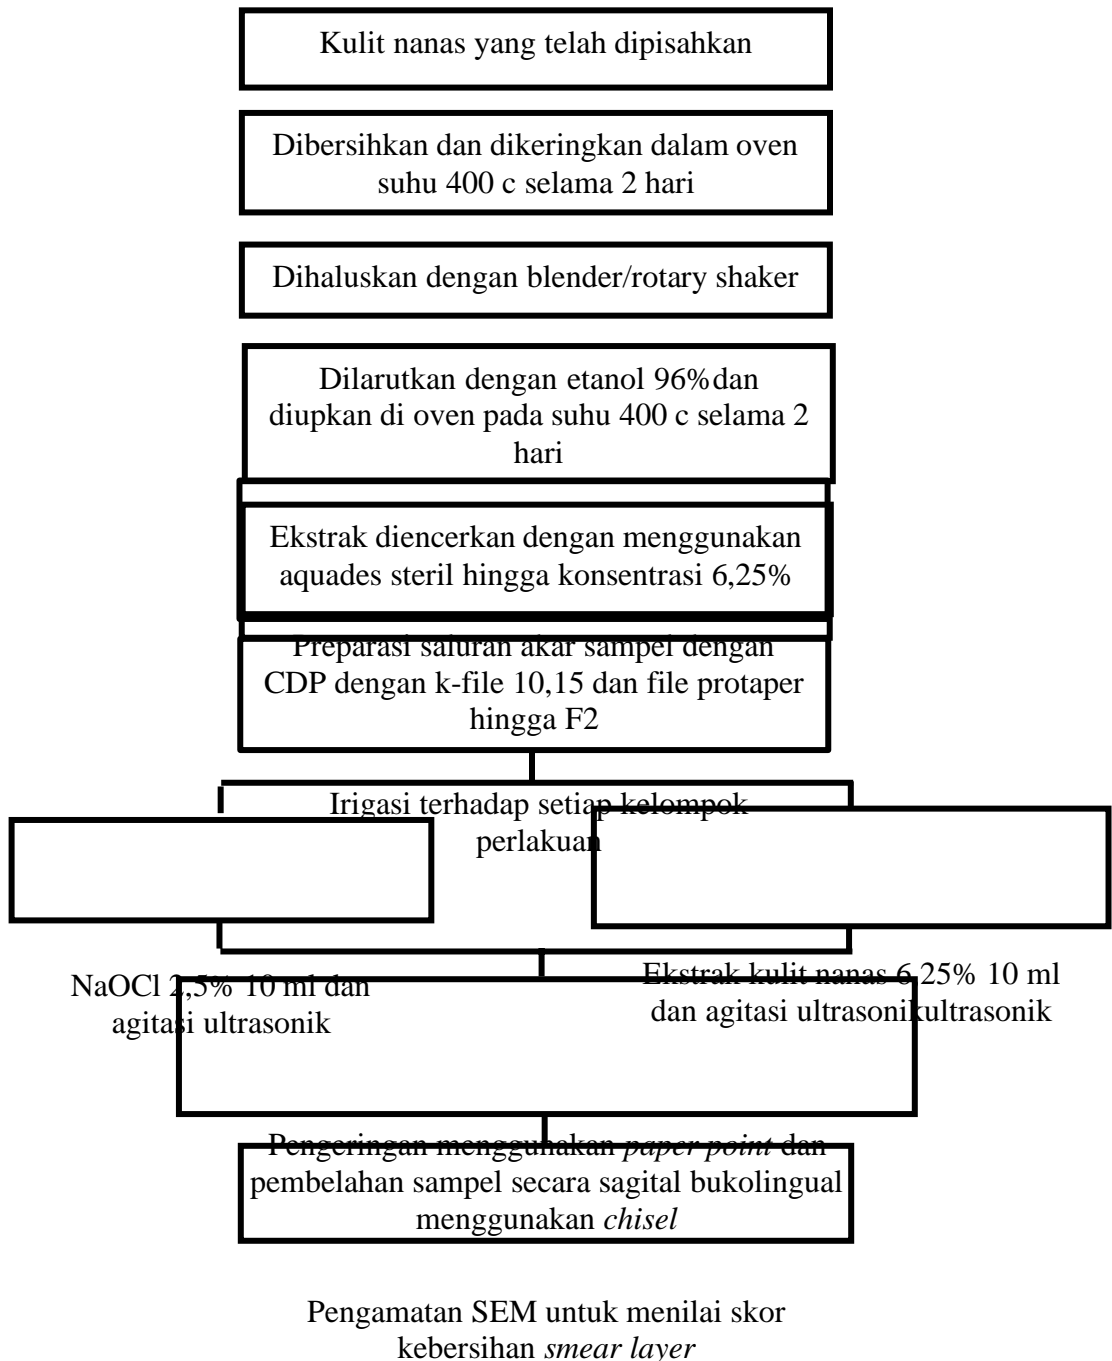 Kulit nanas yang telah dipisahkan
Dibersihkan dan dikeringkan dalam oven
suhu 400 c selama 2 hari
Dihaluskan dengan blender/rotary shaker
Dilarutkan dengan etanol 96%dan
diupkan di oven pada suhu 400 c selama 2
hari
Ekstrak diencerkan dengan menggunakan
aquades steril hingga konsentrasi 6,25%
Preparasi saluran akar sampel dengan
CDP dengan k-file 10,15 dan file protaper
hingga F2
Irigasi terhadap setiap kelompok
perlakuan
NaOCl 2,5% 10 ml dan
agitasi ultrasonik
Ekstrak kulit nanas 6,25% 10 ml
dan agitasi ultrasonikultrasonik
Pengeringan menggunakan paper point dan
pembelahan sampel secara sagital bukolingual
menggunakan chisel
Pengamatan SEM untuk menilai skor
kebersihan smear layer